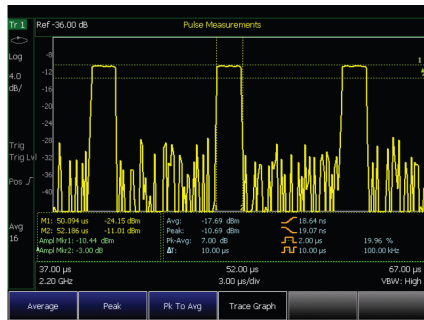 Tr 1 Ref -36.00 dB Pulse Measurements
Log
4.0
dB/
Trig
Trig Lvl
Pos
Avg
16
-8
-12
-16
-20
-24
-28
-32
-36
-40
1
M1: 50.094 us -24.15 dBm
M2: 52.186 us -11.01 dBm
Ampl Mkr1: -10.44 dBm
Ampl Mkr2: -3.00 dB
Avg: -17.69 dBm 18.64 ns
Peak: -10.69 dBm 19.07 ns
Pk-Avg: 7.00 dB 2.00 µs 19.96 %
ΔT: 10.00 µs 10.00 µs 100.00 kHz
37.00 µs 52.00 µs 67.00 µs
2.20 GHz 3.00 µs/div VBW: High
Average Peak Pk To Avg Trace Graph